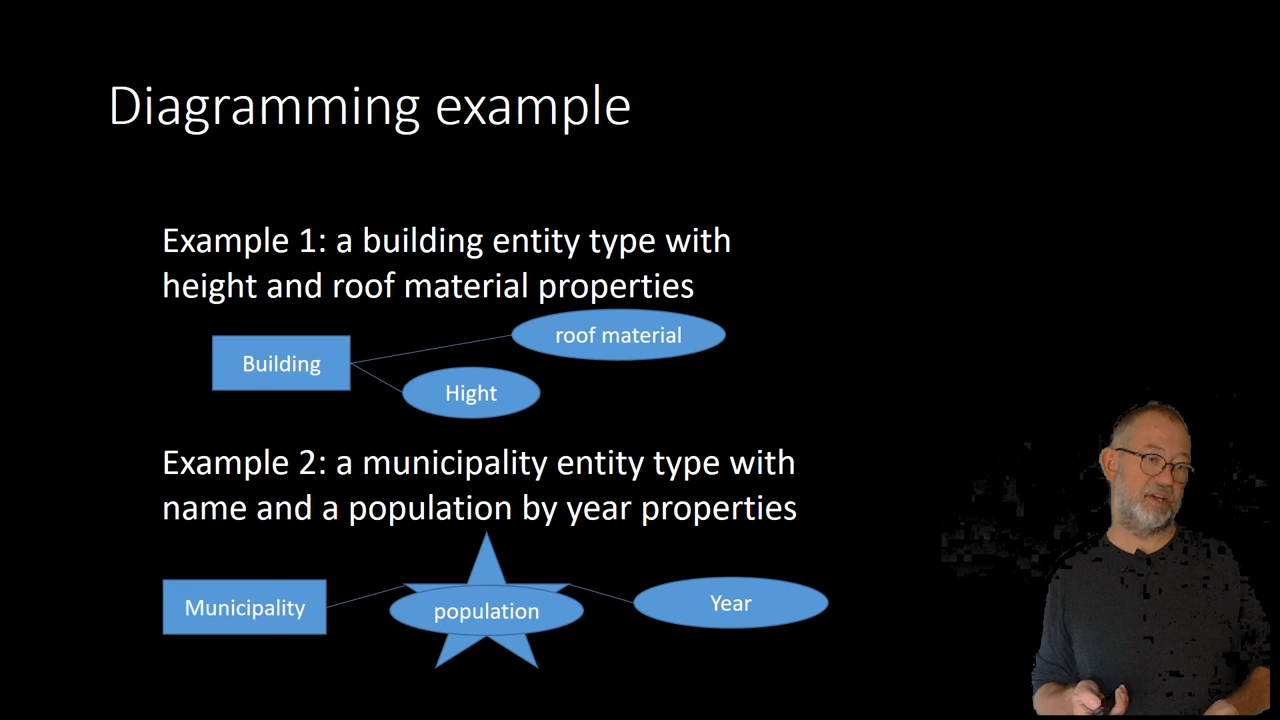 Diagramming example
Example 1: a building entity type with
height and roof material properties
roof material
Building
Hight
Example 2: a municipality entity type with
name and a population by year properties
Municipality
population
Year